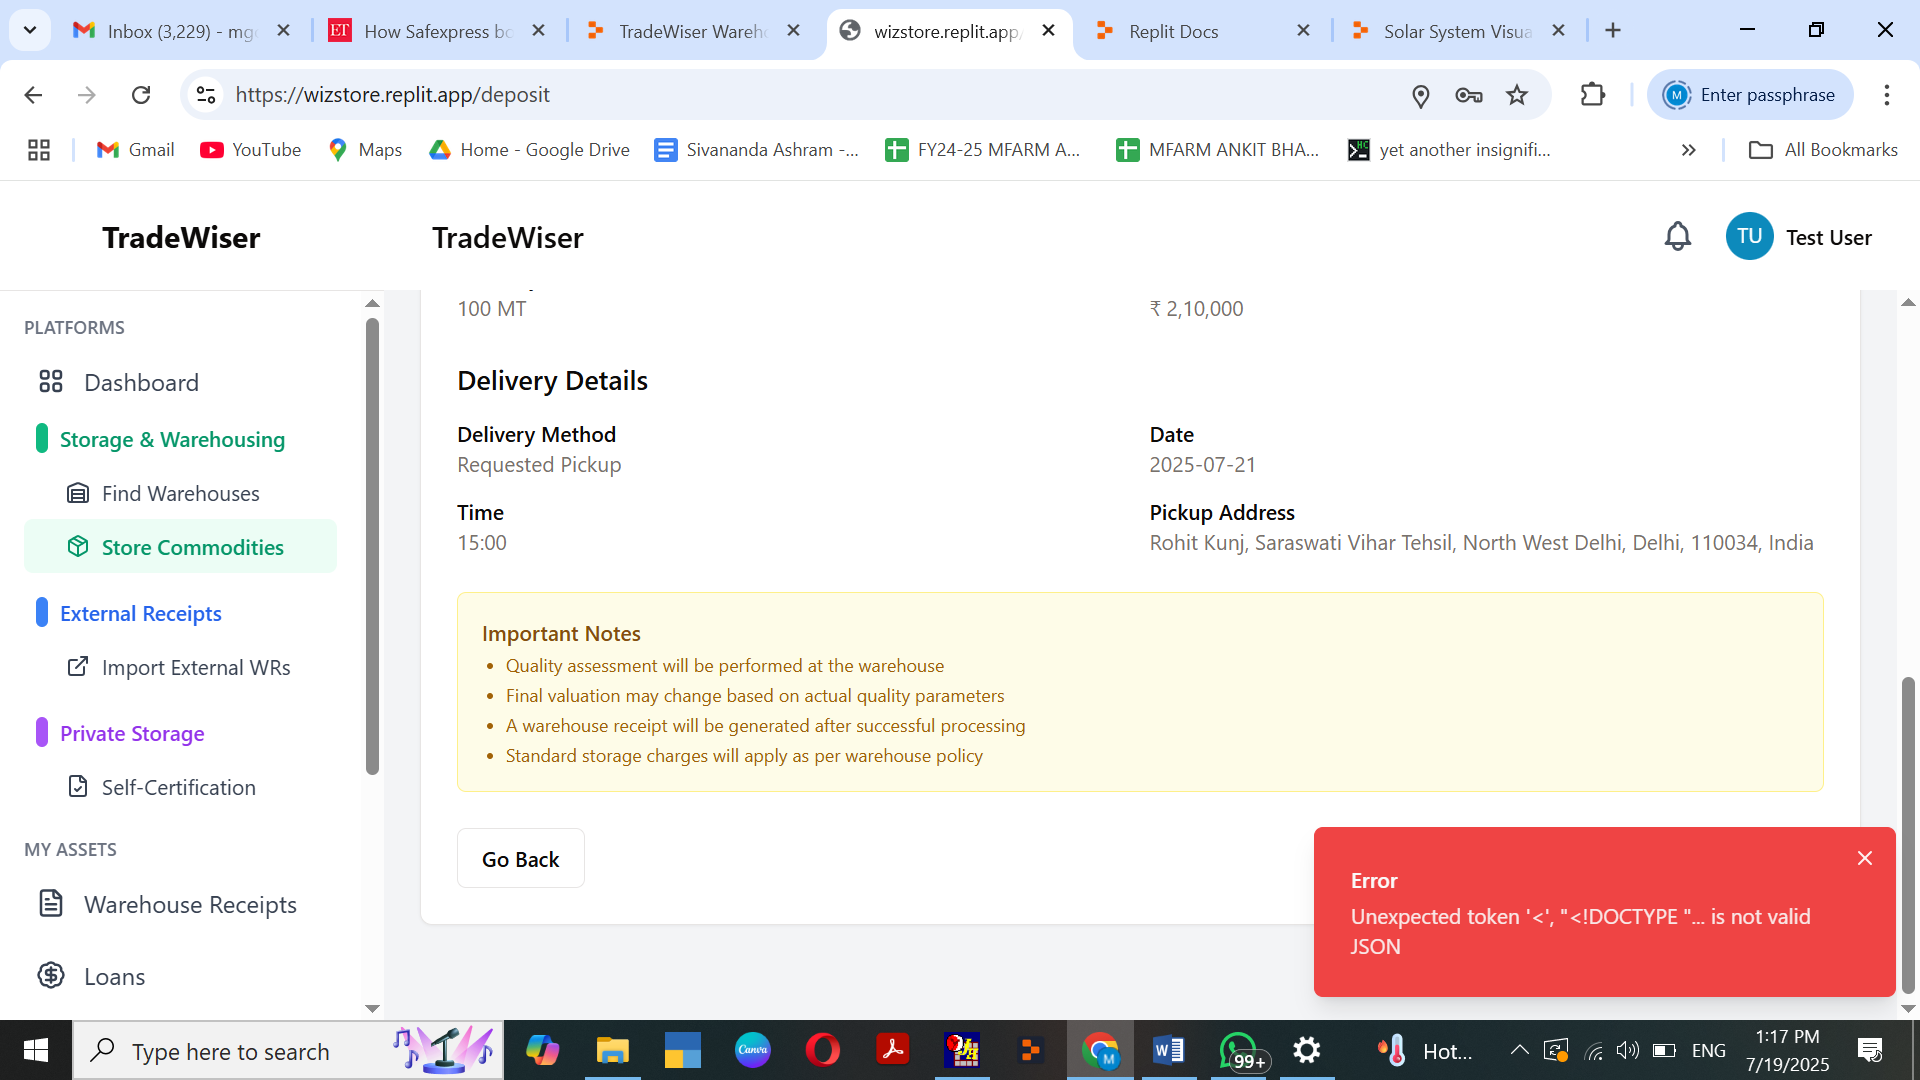 Inbox (3,229) - mg
How Safexpress bo
TradeWiser Wareh
wizstore.replit.app/
Replit Docs
Solar System Visua
https://wizstore.replit.app/deposit
Enter passphrase
Gmail
YouTube
Maps
Home - Google Drive
Sivananda Ashram -...
FY24-25 MFARM A...
MFARM ANKIT BHA...
yet another insignifi...
All Bookmarks
TradeWiser
TradeWiser
TU
Test User
PLATFORMS
Dashboard
Storage & Warehousing
Find Warehouses
Store Commodities
External Receipts
Import External WRs
Private Storage
Self-Certification
MY ASSETS
Warehouse Receipts
Loans
100 MT
₹ 2,10,000
Delivery Details
Delivery Method
Requested Pickup
Date
2025-07-21
Time
15:00
Pickup Address
Rohit Kunj, Saraswati Vihar Tehsil, North West Delhi, Delhi, 110034, India
Important Notes
• Quality assessment will be performed at the warehouse
• Final valuation may change based on actual quality parameters
• A warehouse receipt will be generated after successful processing
• Standard storage charges will apply as per warehouse policy
Go Back
Error
Unexpected token '<', "<!DOCTYPE "... is not valid
JSON
Type here to search
Canva
99+
Hot...
ENG
1:17 PM
7/19/2025